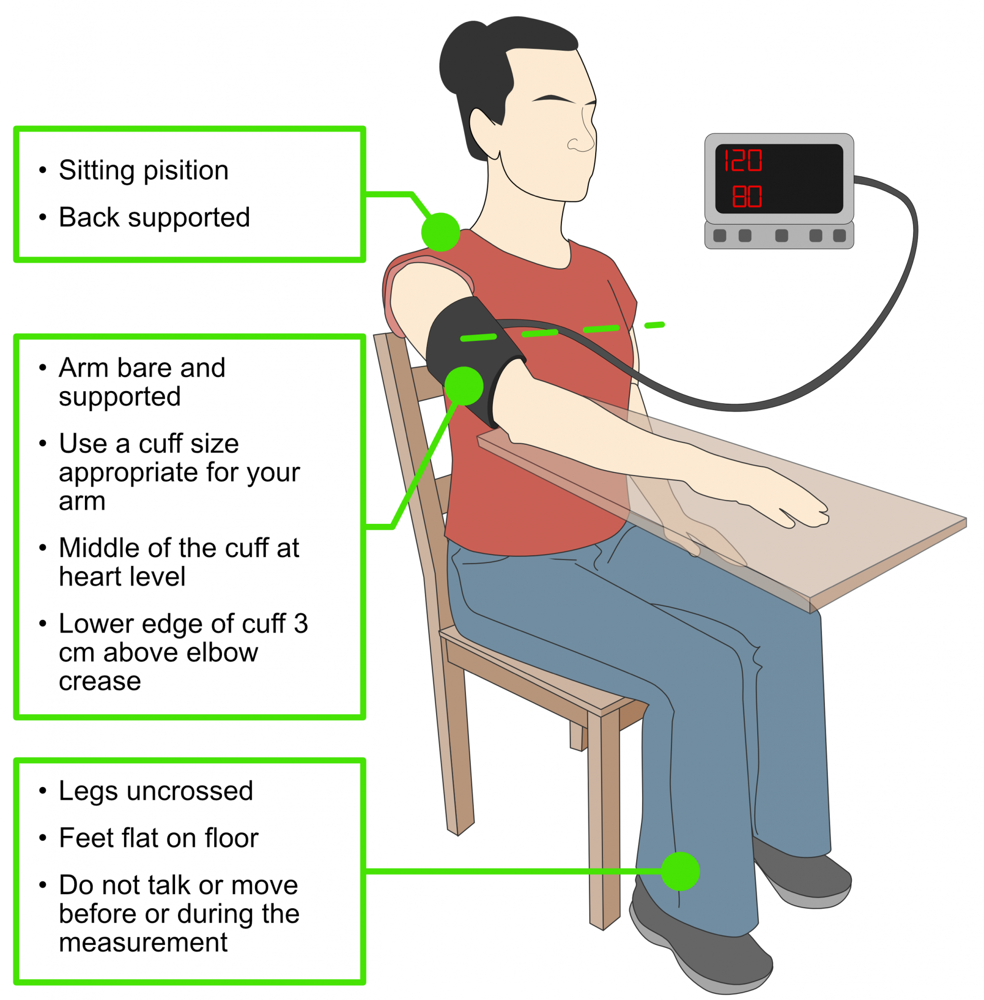 • Sitting pisition
• Back supported
• Arm bare and
supported
• Use a cuff size
appropriate for your
arm
• Middle of the cuff at
heart level
• Lower edge of cuff 3
cm above elbow
crease
• Legs uncrossed
• Feet flat on floor
• Do not talk or move
before or during the
measurement
120
80